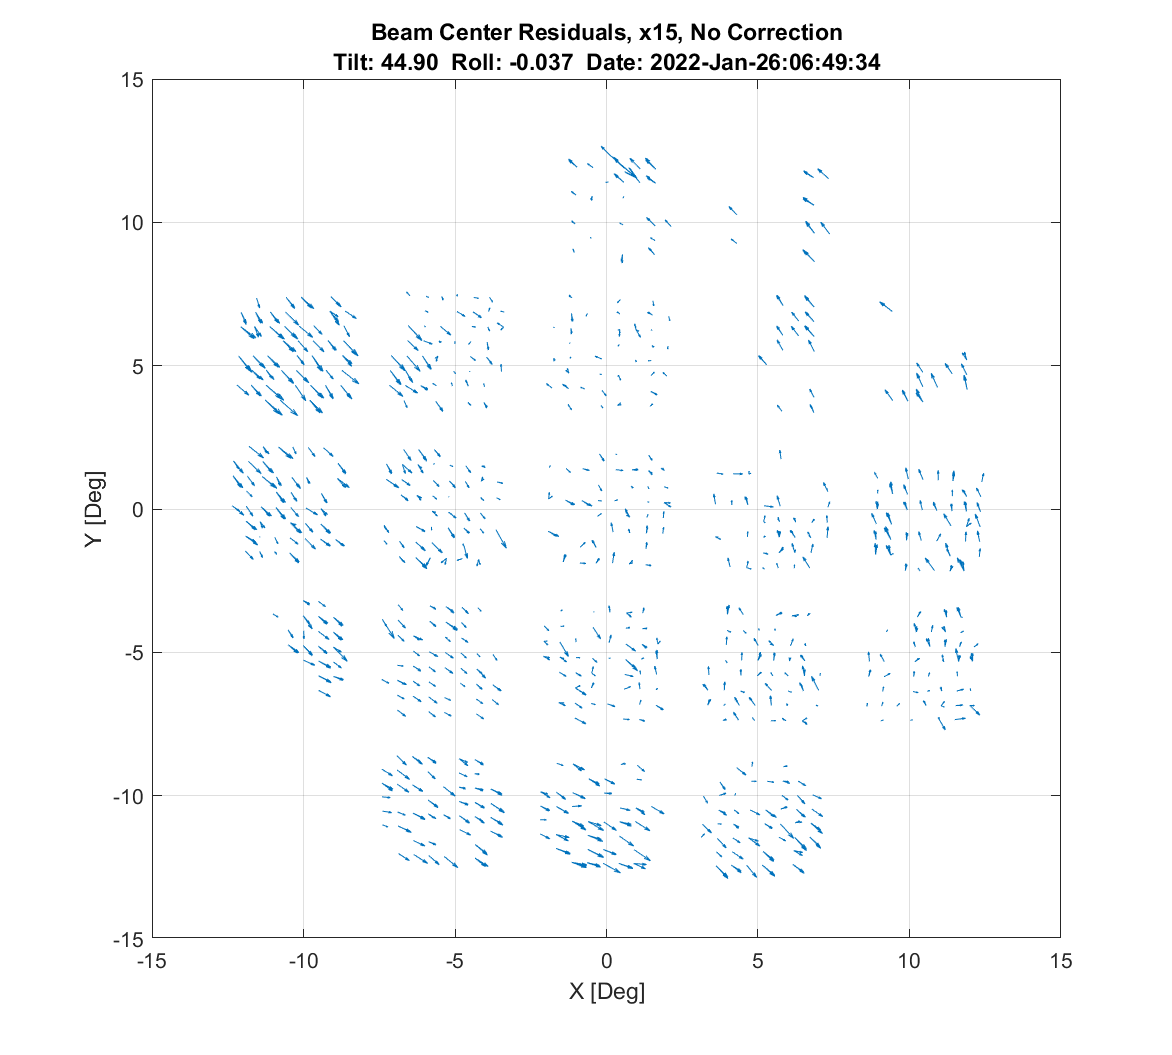 Beam Center Residuals, x15, No Correction
Tilt: 44.90 Roll: -0.037 Date: 2022-Jan-26:06:49:34
15
10
5
0
-5
-10
-15
Y [Deg]
-15 -10 -5 0 5 10 15
X [Deg]